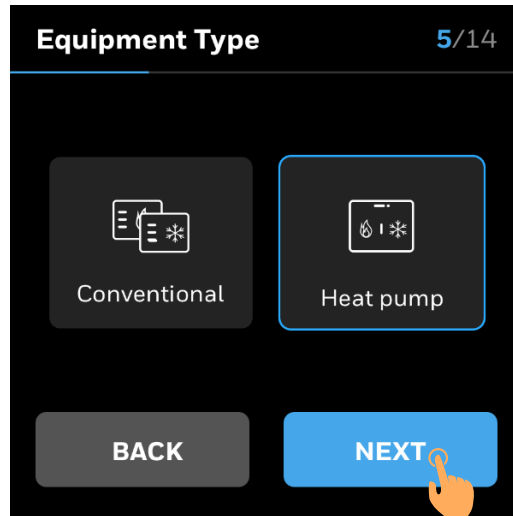 Equipment Type 5/14
Conventional
Heat pump
BACK
NEXT